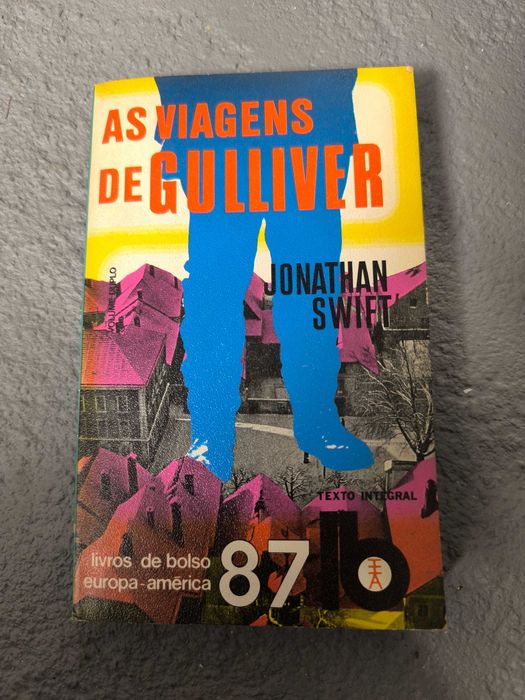 AS VIAGENS
DE GULLIVER
JONATHAN
SWIFT
TEXTO INTEGRAL
livros de bolso
europa-américa
87
lb